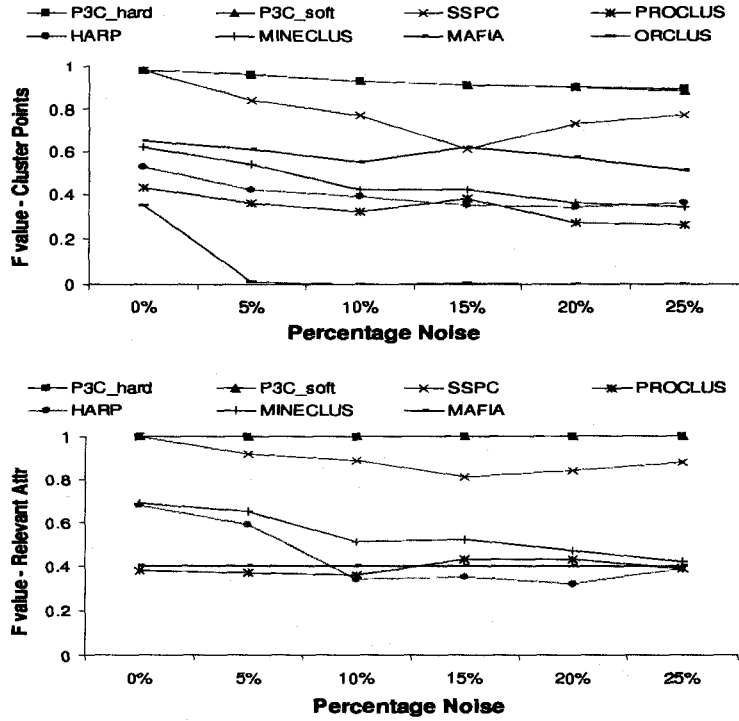 P3C_hard P3C_soft SSPC PROCLUS
HARP MINECLUS MAFIA ORCLUS
F value - Cluster Points
1
0.8
0.6
0.4
0.2
0
0% 5% 10% 15% 20% 25%
Percentage Noise
P3C_hard P3C_soft SSPC PROCLUS
HARP MINECLUS MAFIA
F value - Relevant Attr
1
0.8
0.6
0.4
0.2
0
0% 5% 10% 15% 20% 25%
Percentage Noise